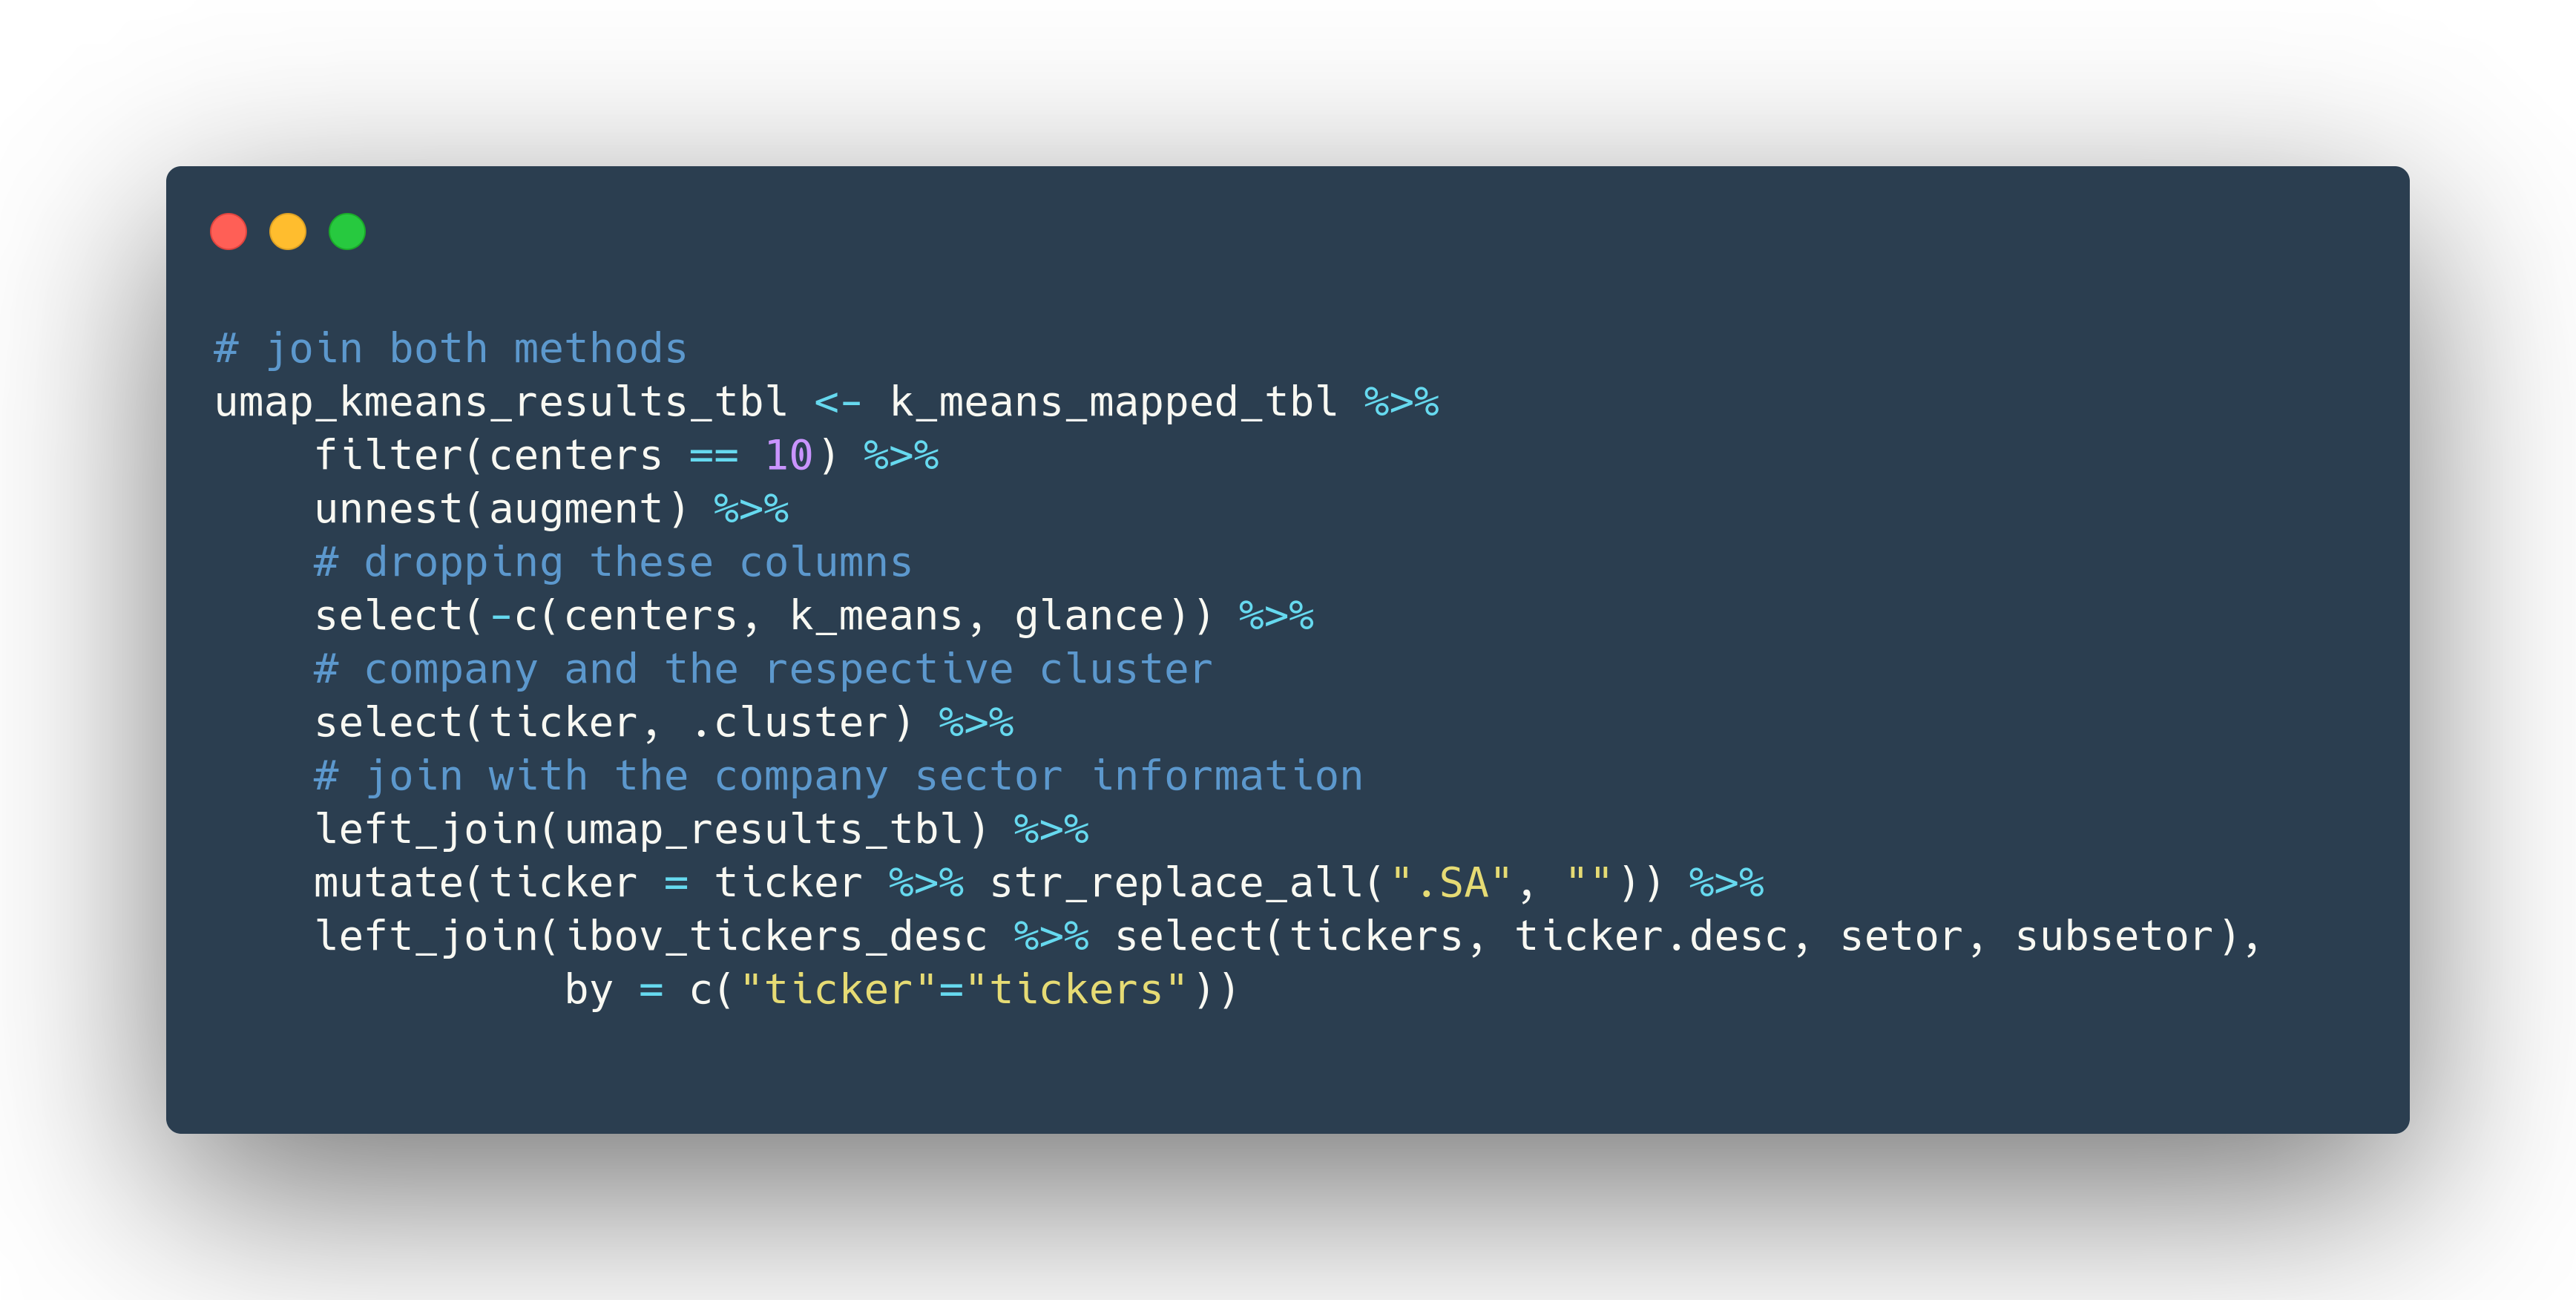 # join both methods
umap_kmeans_results_tbl <- k_means_mapped_tbl %>%
    filter(centers == 10) %>%
    unnest(augment) %>%
    # dropping these columns
    select(-c(centers, k_means, glance)) %>%
    # company and the respective cluster
    select(ticker, .cluster) %>%
    # join with the company sector information
    left_join(umap_results_tbl) %>%
    mutate(ticker = ticker %>% str_replace_all(".SA", "")) %>%
    left_join(ibov_tickers_desc %>% select(tickers, ticker.desc, setor, subsetor),
              by = c("ticker"="tickers"))